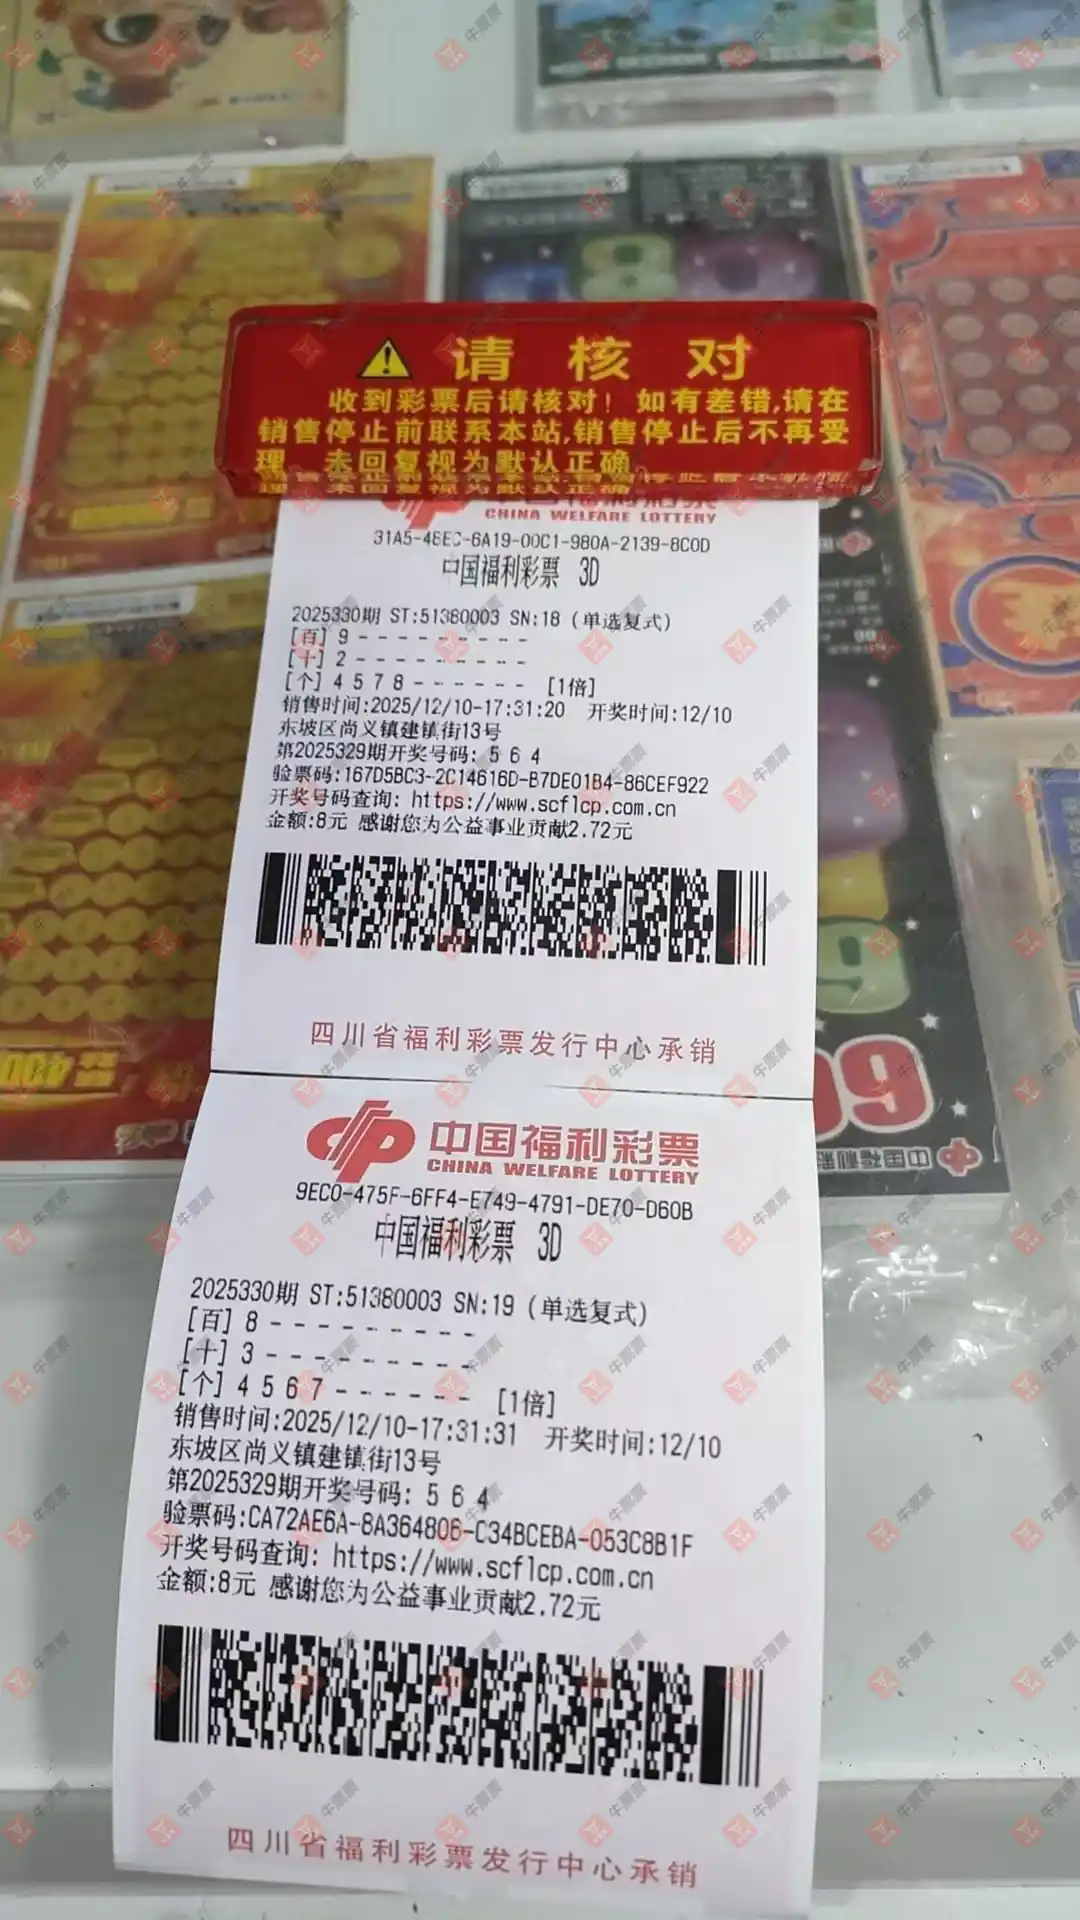 请 核 对
收到彩票后请核对！如有差错,请在
销售停止前联系本站,销售停止后不再受
理 未回复视为默认正确
CHINA WELFARE LOTTERY
31A5-48EC-6A19-00C1-980A-2139-8C0D
中国福利彩票 3D
2025330期 ST:51380003 SN:18 (单选复式)
[百] 9 - - - - - - - - -
[十] 2 - - - - - - - - -
[个] 4 5 7 8 - - - - - - [1倍]
销售时间:2025/12/10-17:31:20 开奖时间:12/10
东坡区尚义镇建镇街13号
第2025329期开奖号码: 5 6 4
验票码:167D5BC3-2C14616D-B7DE01B4-86CEF922
开奖号码查询: https://www.scflcp.com.cn
金额:8元 感谢您为公益事业贡献2.72元
四川省福利彩票发行中心承销
中国福利彩票
CHINA WELFARE LOTTERY
9EC0-475F-6FF4-E749-4791-DE70-D60B
中国福利彩票 3D
2025330期 ST:51380003 SN:19 (单选复式)
[百] 8 - - - - - - - - -
[十] 3 - - - - - - - - -
[个] 4 5 6 7 - - - - - - [1倍]
销售时间:2025/12/10-17:31:31 开奖时间:12/10
东坡区尚义镇建镇街13号
第2025329期开奖号码: 5 6 4
验票码:CA72AE6A-8A364806-C34BCEBA-053C8B1F
开奖号码查询: https://www.scflcp.com.cn
金额:8元 感谢您为公益事业贡献2.72元
四川省福利彩票发行中心承销
牛票票